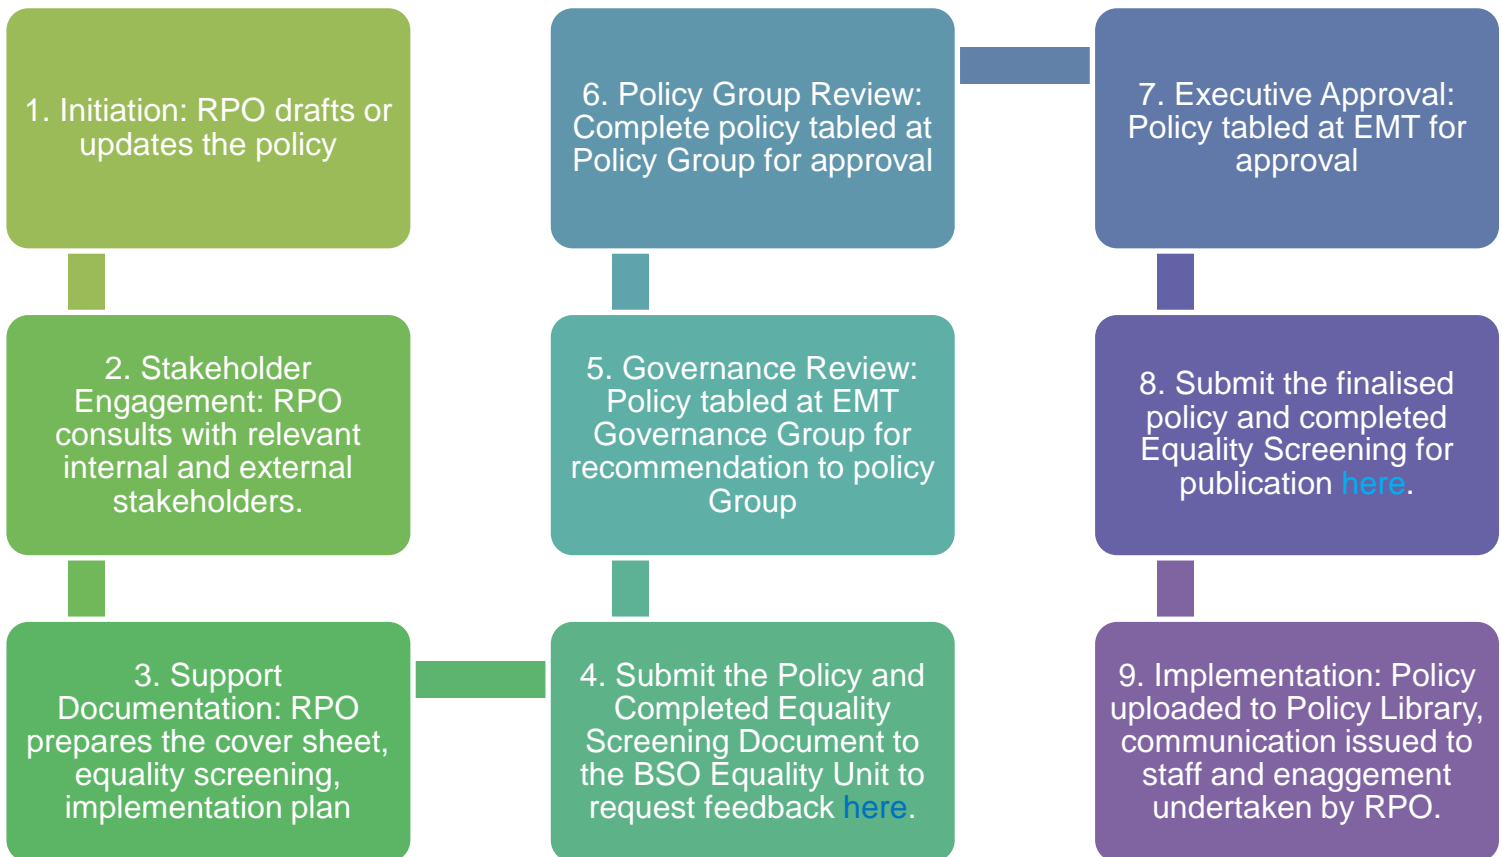 1. Initiation: RPO drafts or
updates the policy
2. Stakeholder
Engagement: RPO
consults with relevant
internal and external
stakeholders.
3. Support
Documentation: RPO
prepares the cover sheet,
equality screening,
implementation plan
4. Submit the Policy and
Completed Equality
Screening Document to
the BSO Equality Unit to
request feedback here.
5. Governance Review:
Policy tabled at EMT
Governance Group for
recommendation to policy
Group
6. Policy Group Review:
Complete policy tabled at
Policy Group for approval
7. Executive Approval:
Policy tabled at EMT for
approval
8. Submit the finalised
policy and completed
Equality Screening for
publication here.
9. Implementation: Policy
uploaded to Policy Library,
communication issued to
staff and enaggement
undertaken by RPO.